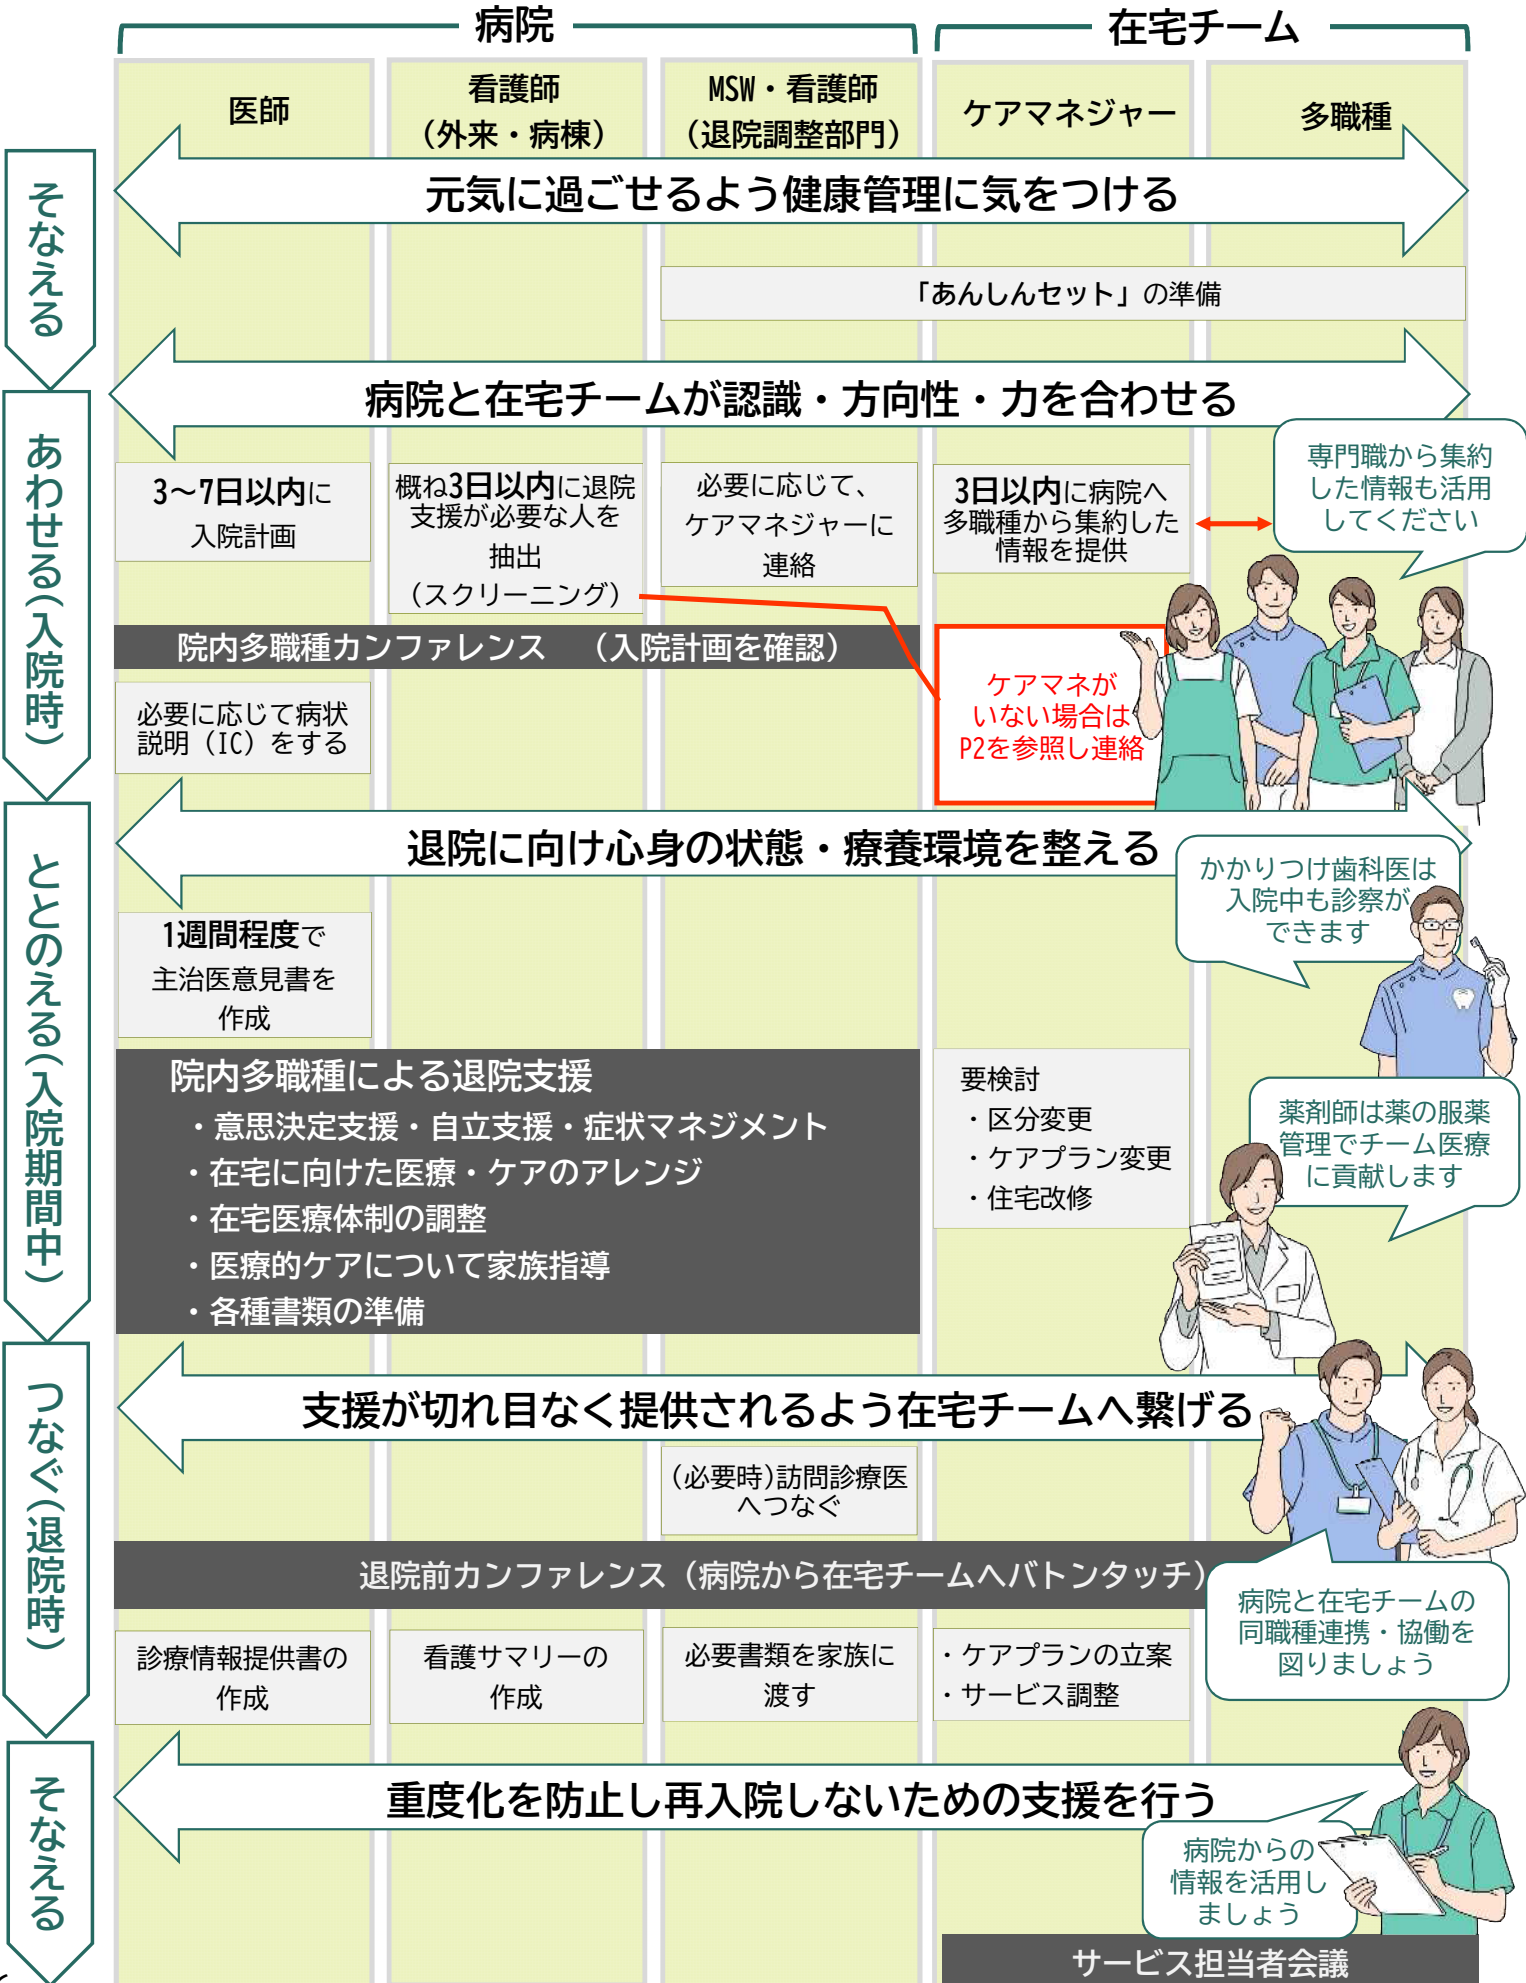 病院
在宅チーム
医師
看護師
（外来・病棟）
MSW・看護師
（退院調整部門）
ケアマネジャー
多職種
そなえる
元気に過ごせるよう健康管理に気をつける
「あんしんセット」の準備
あわせる（入院時）
病院と在宅チームが認識・方向性・力を合わせる
3～7日以内に
入院計画
概ね3日以内に退院
支援が必要な人を
抽出
（スクリーニング）
必要に応じて、
ケアマネジャーに
連絡
3日以内に病院へ
多職種から集約した
情報を提供
専門職から集約
した情報も活用
してください
院内多職種カンファレンス　（入院計画を確認）
ケアマネが
いない場合は
P2を参照し連絡
必要に応じて病状
説明（IC）をする
ととのえる（入院期間中）
退院に向け心身の状態・療養環境を整える
かかりつけ歯科医は
入院中も診察が
できます
1週間程度で
主治医意見書を
作成
院内多職種による退院支援
・意思決定支援・自立支援・症状マネジメント
・在宅に向けた医療・ケアのアレンジ
・在宅医療体制の調整
・医療的ケアについて家族指導
・各種書類の準備
要検討
・区分変更
・ケアプラン変更
・住宅改修
薬剤師は薬の服薬
管理でチーム医療
に貢献します
つなぐ（退院時）
支援が切れ目なく提供されるよう在宅チームへ繋げる
(必要時)訪問診療医
へつなぐ
退院前カンファレンス（病院から在宅チームへバトンタッチ）
病院と在宅チームの
同職種連携・協働を
図りましょう
診療情報提供書の
作成
看護サマリーの
作成
必要書類を家族に
渡す
・ケアプランの立案
・サービス調整
そなえる
重度化を防止し再入院しないための支援を行う
病院からの
情報を活用し
ましょう
サービス担当者会議